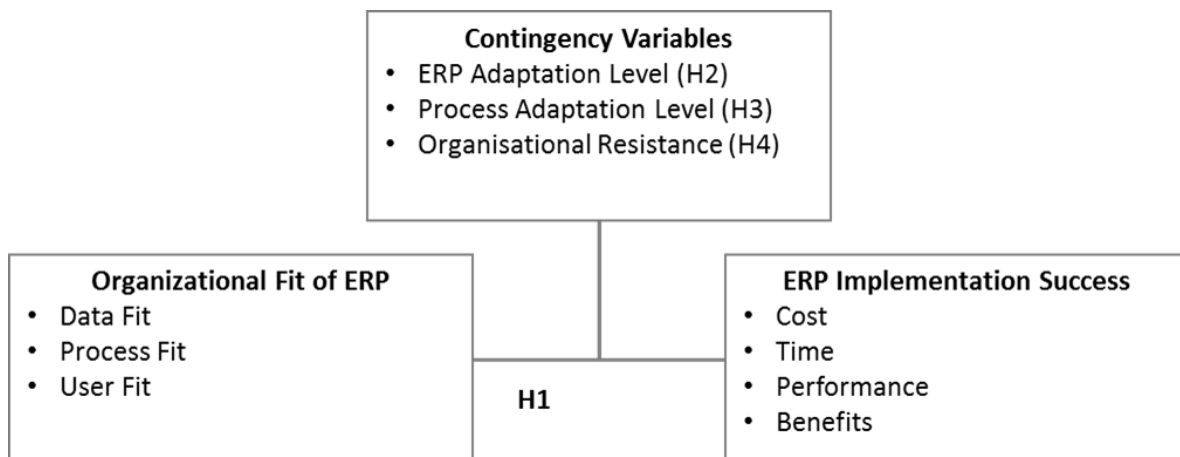 Contingency Variables
• ERP Adaptation Level (H2)
• Process Adaptation Level (H3)
• Organisational Resistance (H4)
Organizational Fit of ERP
• Data Fit
• Process Fit
• User Fit
H1
ERP Implementation Success
• Cost
• Time
• Performance
• Benefits